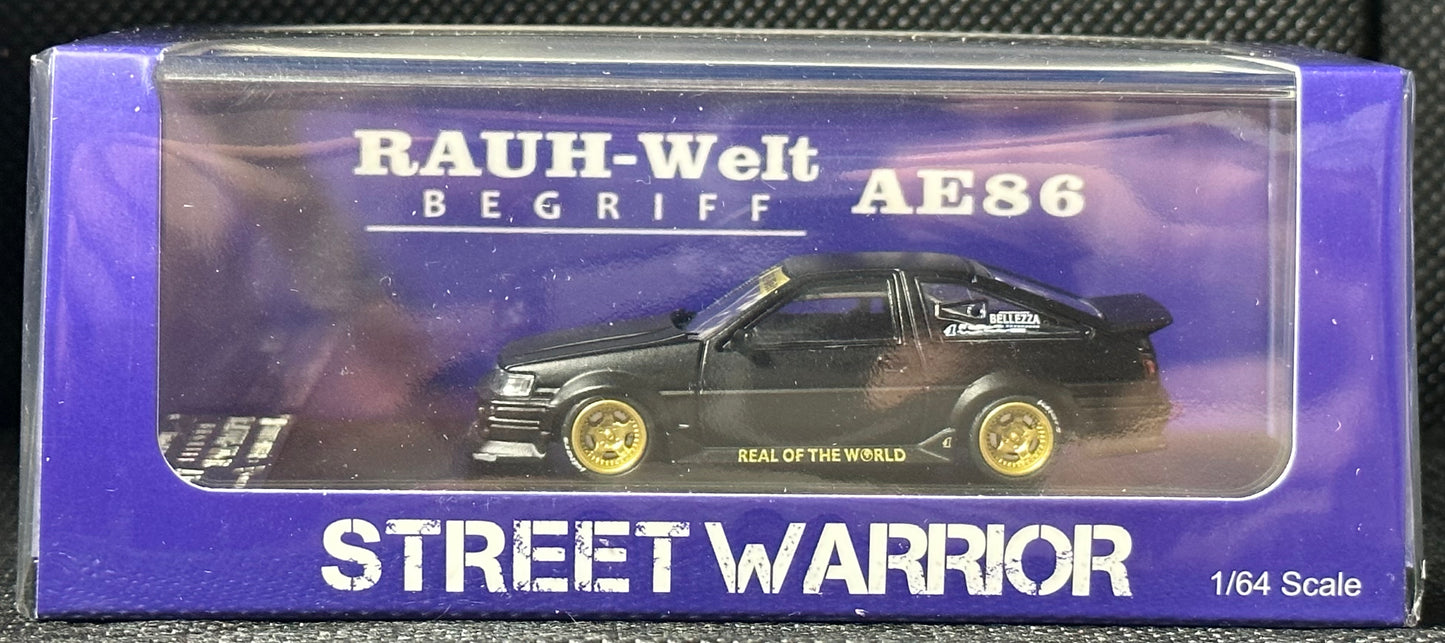 RAUH-Welt
BEGRIFF
AE86
BELLEZZA
REAL OF THE WORLD
STREET WARRIOR
1/64 Scale